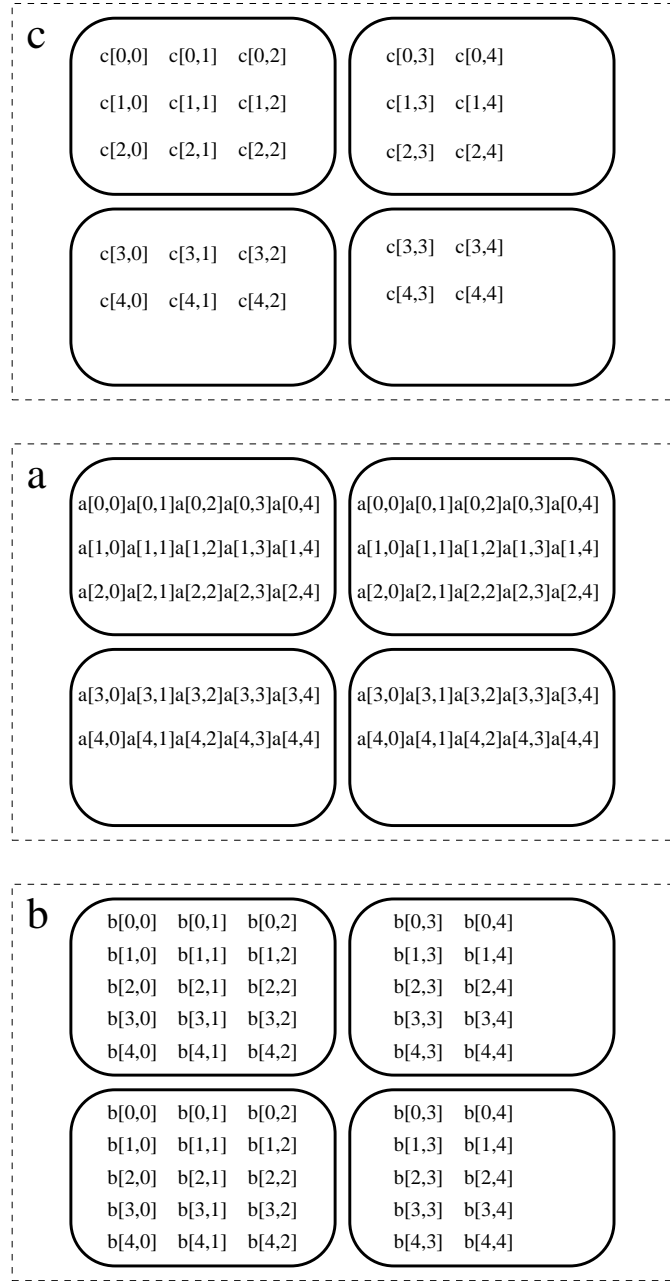 c
c[0,0] c[0,1] c[0,2] c[0,3] c[0,4]
c[1,0] c[1,1] c[1,2] c[1,3] c[1,4]
c[2,0] c[2,1] c[2,2] c[2,3] c[2,4]
c[3,0] c[3,1] c[3,2] c[3,3] c[3,4]
c[4,0] c[4,1] c[4,2] c[4,3] c[4,4]
a
a[0,0]a[0,1]a[0,2]a[0,3]a[0,4] a[0,0]a[0,1]a[0,2]a[0,3]a[0,4]
a[1,0]a[1,1]a[1,2]a[1,3]a[1,4] a[1,0]a[1,1]a[1,2]a[1,3]a[1,4]
a[2,0]a[2,1]a[2,2]a[2,3]a[2,4] a[2,0]a[2,1]a[2,2]a[2,3]a[2,4]
a[3,0]a[3,1]a[3,2]a[3,3]a[3,4] a[3,0]a[3,1]a[3,2]a[3,3]a[3,4]
a[4,0]a[4,1]a[4,2]a[4,3]a[4,4] a[4,0]a[4,1]a[4,2]a[4,3]a[4,4]
b
b[0,0] b[0,1] b[0,2] b[0,3] b[0,4]
b[1,0] b[1,1] b[1,2] b[1,3] b[1,4]
b[2,0] b[2,1] b[2,2] b[2,3] b[2,4]
b[3,0] b[3,1] b[3,2] b[3,3] b[3,4]
b[4,0] b[4,1] b[4,2] b[4,3] b[4,4]
b[0,0] b[0,1] b[0,2] b[0,3] b[0,4]
b[1,0] b[1,1] b[1,2] b[1,3] b[1,4]
b[2,0] b[2,1] b[2,2] b[2,3] b[2,4]
b[3,0] b[3,1] b[3,2] b[3,3] b[3,4]
b[4,0] b[4,1] b[4,2] b[4,3] b[4,4]